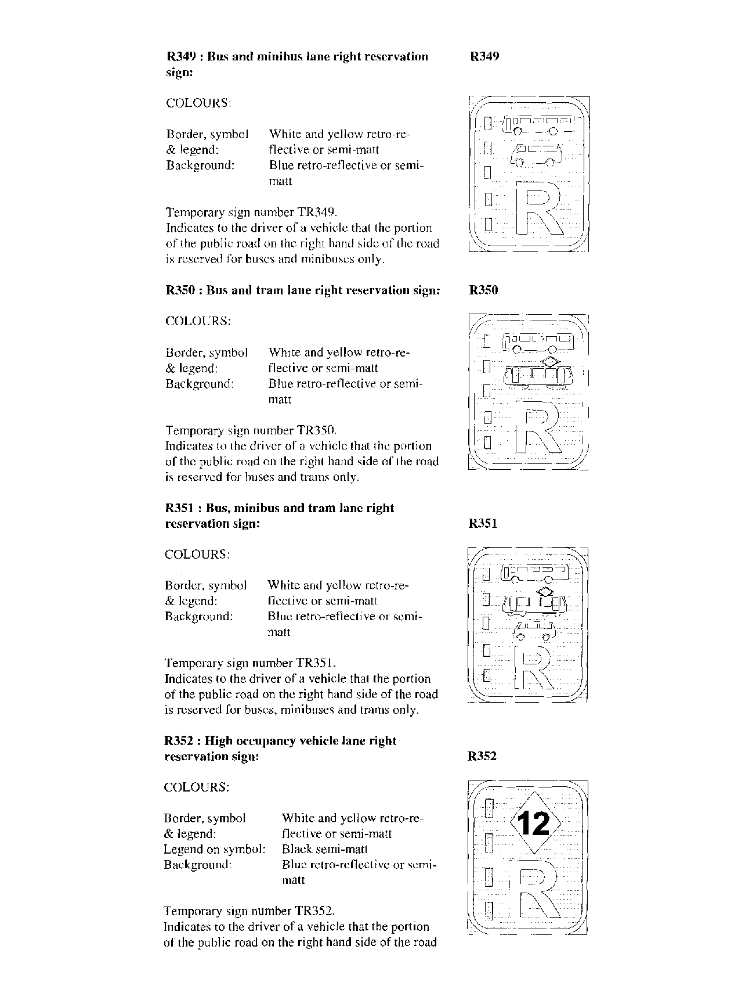 R349 : Bus and minibus lane right reservation R349
sign:
COLOURS:
Border, symbol White and yellow retro-re-
& legend: flective or semi-matt
Background: Blue retro-reflective or semi-
matt
R
Temporary sign number TR349.
Indicates to the driver of a vehicle that the portion
of the public road on the right hand side of the road
is reserved for buses and minibuses only.
R350 : Bus and tram lane right reservation sign: R350
COLOURS:
Border, symbol White and yellow retro-re-
& legend: flective or semi-matt
Background: Blue retro-reflective or semi-
matt
R
Temporary sign number TR350.
Indicates to the driver of a vehicle that the portion
of the public road on the right hand side of the road
is reserved for buses and trams only.
R351 : Bus, minibus and tram lane right
reservation sign: R351
COLOURS:
Border, symbol White and yellow retro-re-
& legend: flective or semi-matt
Background: Blue retro-reflective or semi-
matt
R
Temporary sign number TR351.
Indicates to the driver of a vehicle that the portion
of the public road on the right hand side of the road
is reserved for buses, minibuses and trams only.
R352 : High occupancy vehicle lane right
reservation sign: R352
COLOURS:
12
Border, symbol White and yellow retro-re-
& legend: flective or semi-matt
Legend on symbol: Black semi-matt
Background: Blue retro-reflective or semi-
matt
R
Temporary sign number TR352.
Indicates to the driver of a vehicle that the portion
of the public road on the right hand side of the road